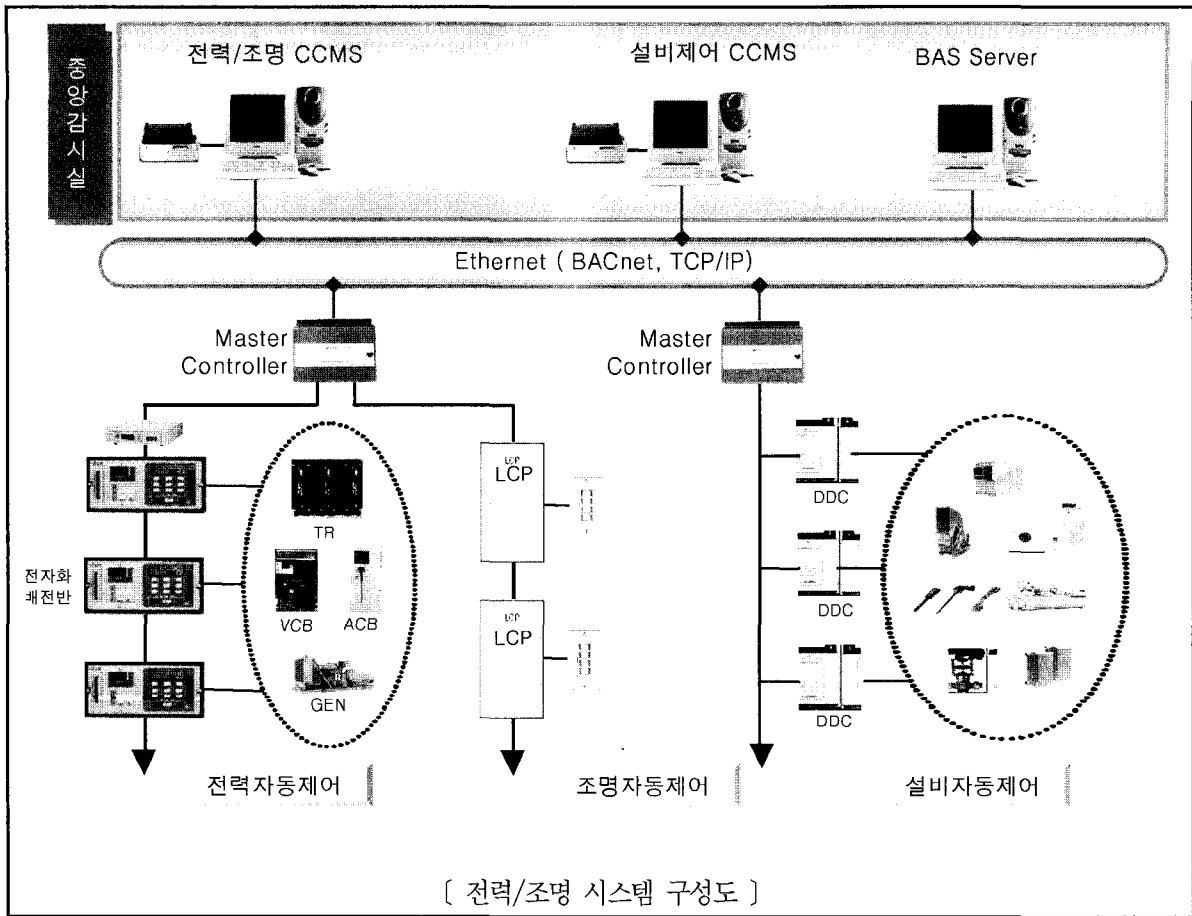 중앙감시실
전력/조명 CCMS
설비제어 CCMS
BAS Server
Ethernet ( BACnet, TCP/IP)
Master
Controller
Master
Controller
전자화
배전반
TR
VCB
ACB
GEN
LCP
LCP
LCP
LCP
DDC
DDC
DDC
전력자동제어
조명자동제어
설비자동제어
[ 전력/조명 시스템 구성도 ]